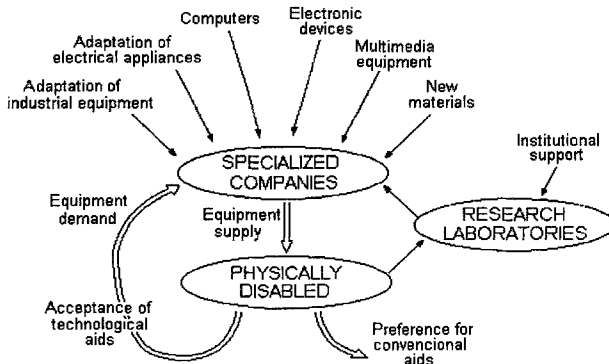 Computers
Electronic
devices
Adaptation of
electrical appliances
Multimedia
equipment
Adaptation of
industrial equipment
New
materials
Institutional
support
SPECIALIZED
COMPANIES
Equipment
demand
Equipment
supply
RESEARCH
LABORATORIES
PHYSICALLY
DISABLED
Acceptance of
technological
aids
Preference for
convencional
aids